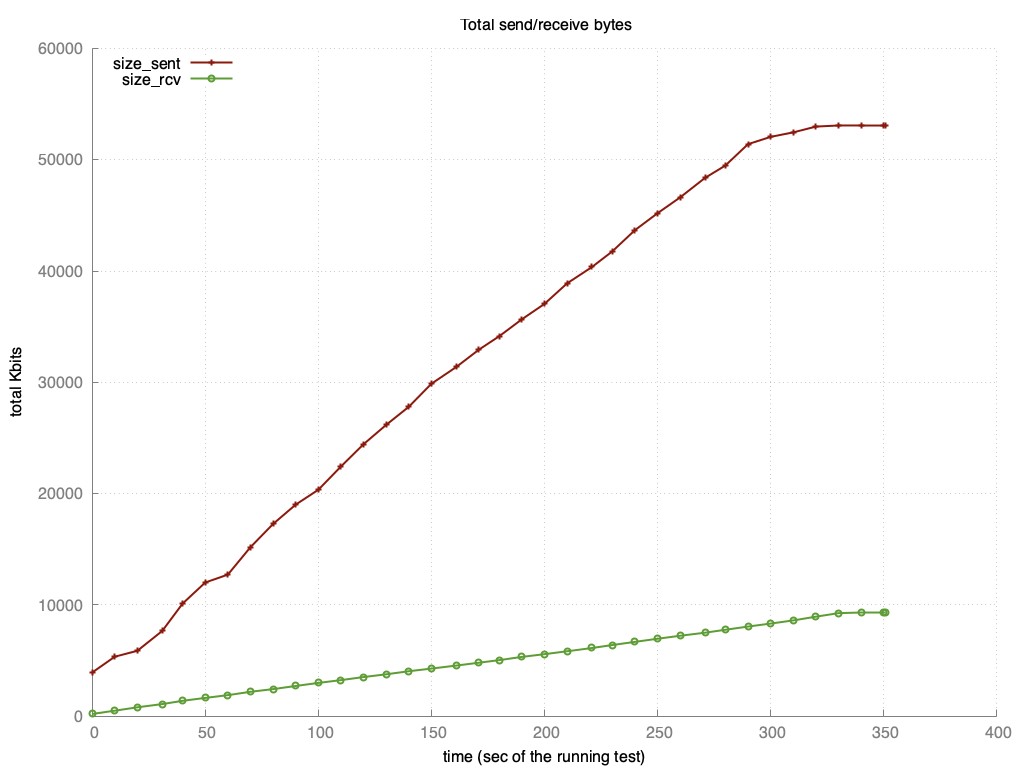 Total send/receive bytes
60000
size_sent
size_rcv
50000
40000
total Kbits
30000
20000
10000
0
0 50 100 150 200 250 300 350 400
time (sec of the running test)